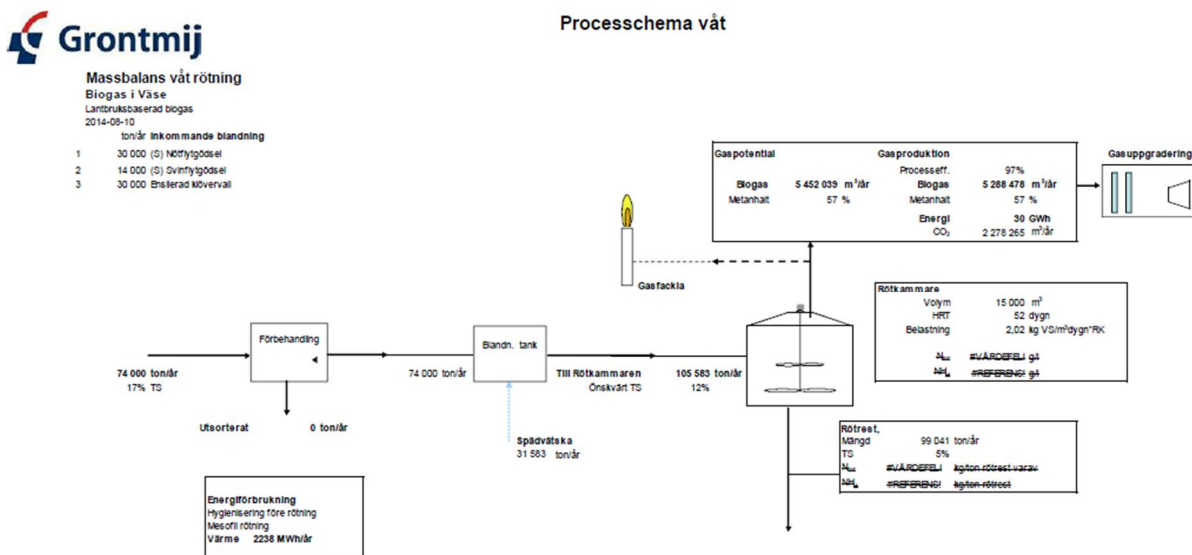 Processchema våt
Grontmij
Massbalans våt rötning
Biogas i Väse
Lantbruksbaserad biogas
2014-08-10
ton/år Inkommande blandning
1 30 000 (S) Nötflytgödsel
2 14 000 (S) Svinflytgödsel
3 30 000 Ensilerad klövervall
Gaspotential Gasproduktion
Processeff. 97%
Biogas 5 452 039 m³/år Biogas 5 288 478 m³/år
Metanhalt 57 % Metanhalt 57 %
Energi 30 GWh
CO₂ 2 278 265 m³/år
Gasuppgradering
Gasfackla
Rötkammare
Volym 15 000 m³
HRT 52 dygn
Belastning 2,02 kg VS/m³dygn*RK
N_tot #VÄRDEFEL! g/l
NH₄ #REFERENS! g/l
Förbehandling
Blandn. tank
74 000 ton/år
17% TS
74 000 ton/år
Till Rötkammaren 105 583 ton/år
Önskvärt TS 12%
Utsorterat 0 ton/år
Spädvätska
31 583 ton/år
Rötrest,
Mängd 99 041 ton/år
TS 5%
N_tot #VÄRDEFEL! kg/ton rötrest varav
NH₄ #REFERENS! kg/ton rötrest
Energiförbrukning
Hygienisering före rötning
Mesofil rötning
Värme 2238 MWh/år